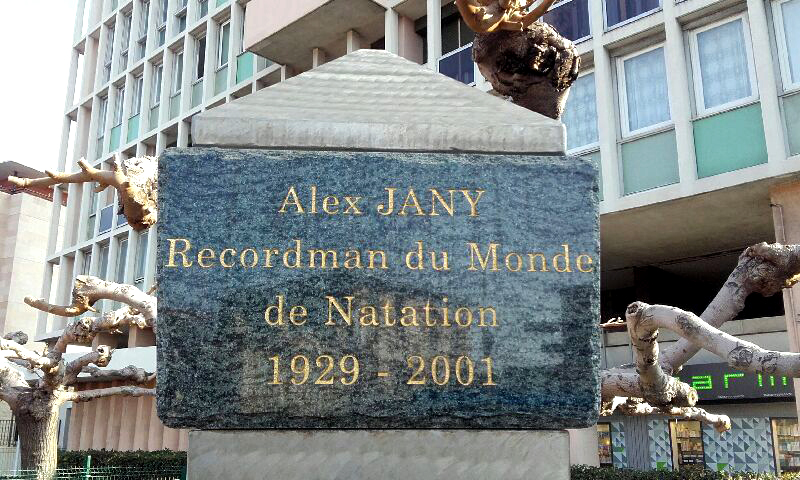 Alex JANY
Recordman du Monde
de Natation
1929 - 2001